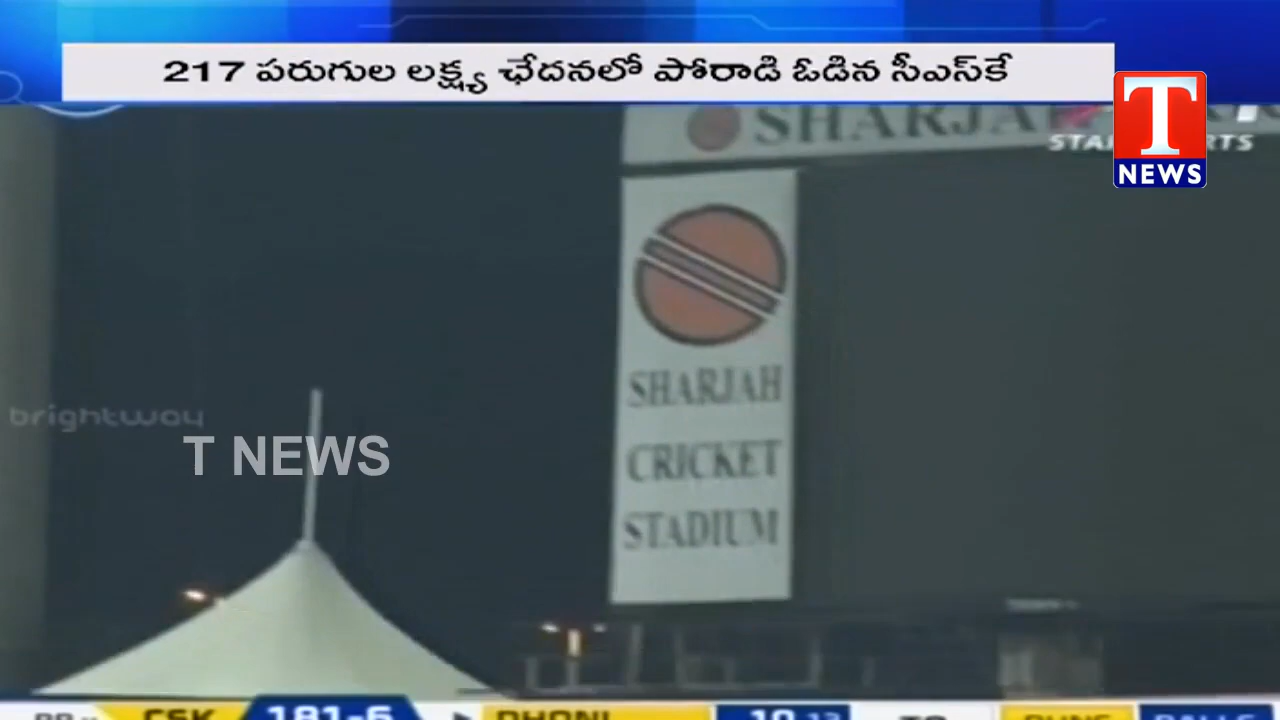 217 పరుగుల లక్ష్య ఛేదనలో పోరాడి ఓడిన సీఎస్‌కే
T
NEWS
SHARJAH
CRICKET
STADIUM
brightway
T NEWS
CSK 181-6 DHONI